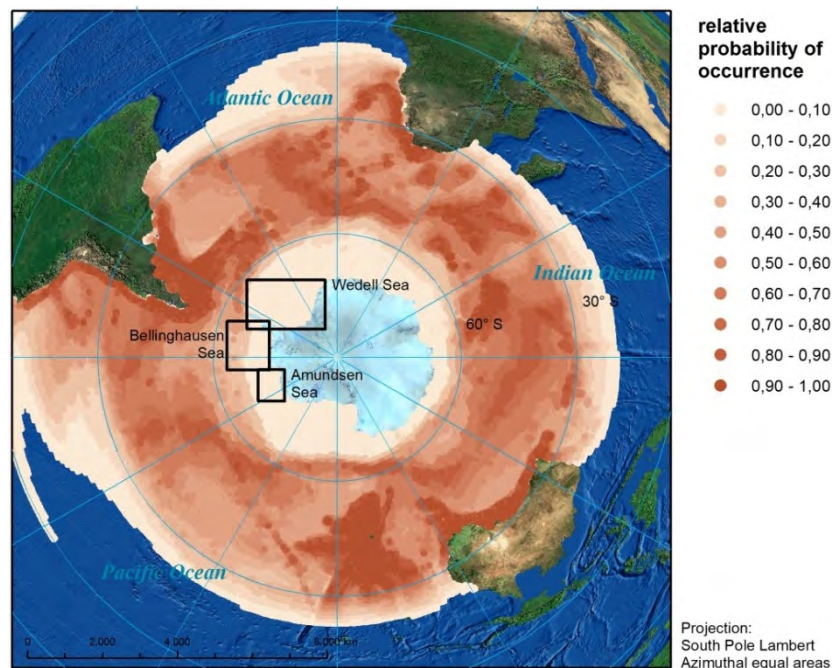 relative
probability of
occurrence
0,00 - 0,10
0,10 - 0,20
0,20 - 0,30
0,30 - 0,40
0,40 - 0,50
0,50 - 0,60
0,60 - 0,70
0,70 - 0,80
0,80 - 0,90
0,90 - 1,00
Atlantic Ocean
Indian Ocean
30° S
Wedell Sea
60° S
Bellinghausen
Sea
Amundsen
Sea
Pacific Ocean
0 2.000 4.000 6.000 8.000 km
Projection:
South Pole Lambert
Azimuthal equal areas